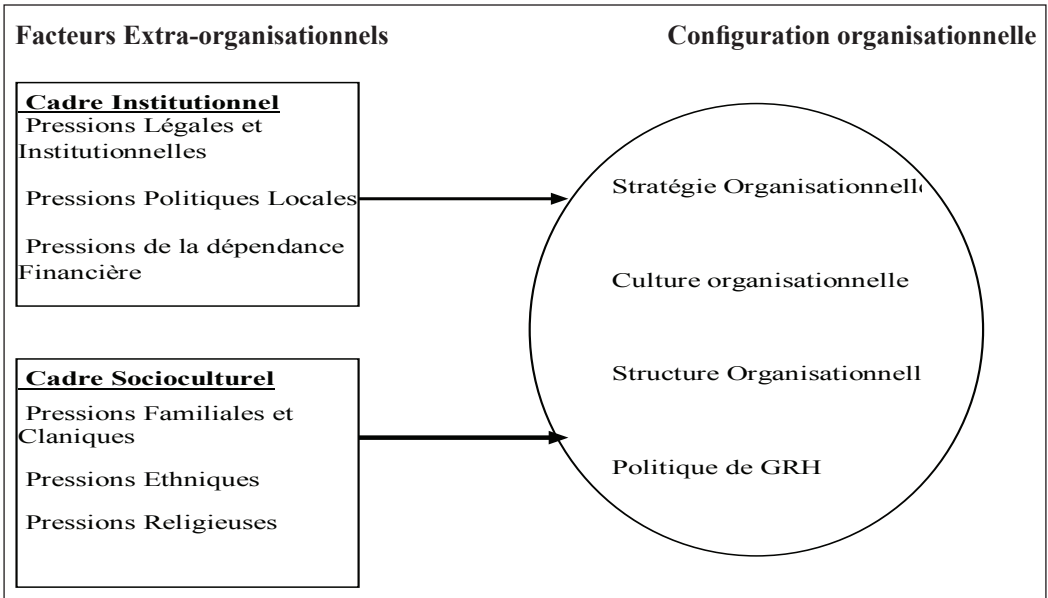 Facteurs Extra-organisationnels
Configuration organisationnelle
Cadre Institutionnel
Pressions Légales et
Institutionnelles
Pressions Politiques Locales
Pressions de la dépendance
Financière
Cadre Socioculturel
Pressions Familiales et
Claniques
Pressions Ethniques
Pressions Religieuses
Stratégie Organisationnell
Culture organisationnelle
Structure Organisationnell
Politique de GRH